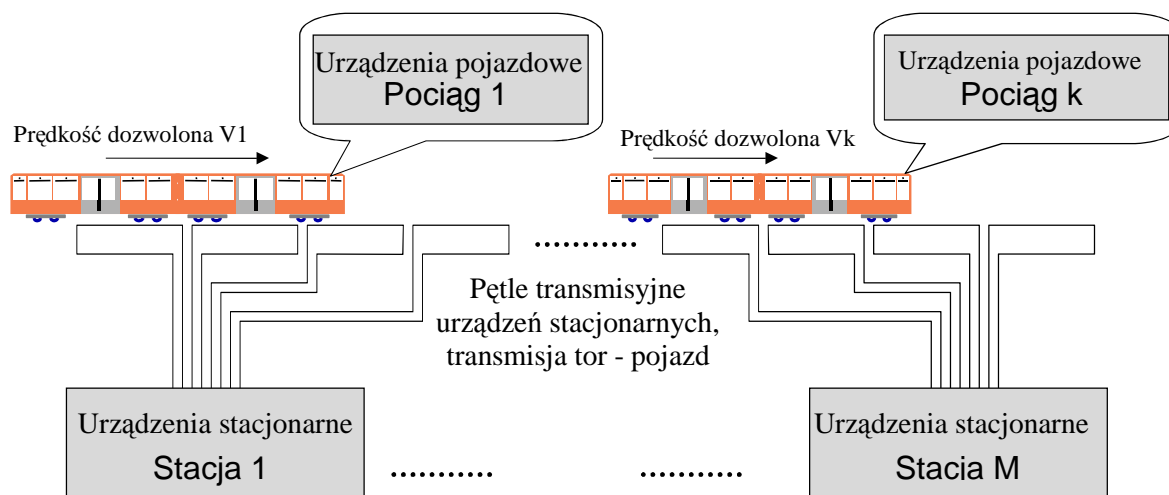 Urządzenia pojazdowe
Pociąg 1
Urządzenia pojazdowe
Pociąg k
Prędkość dozwolona V1
Prędkość dozwolona Vk
Pętle transmisyjne
urządzeń stacjonarnych,
transmisja tor - pojazd
Urządzenia stacjonarne
Stacja 1
Urządzenia stacjonarne
Stacia M